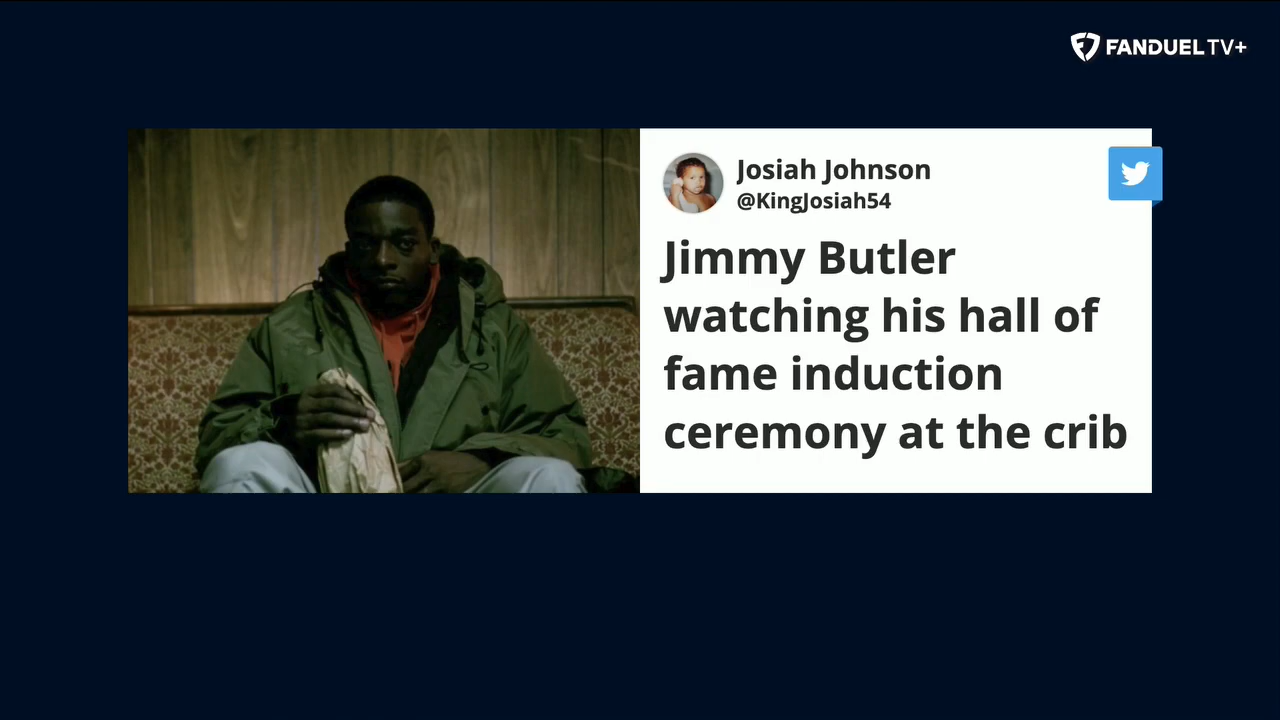 FANDUEL TV+
Josiah Johnson
@KingJosiah54
Jimmy Butler
watching his hall of
fame induction
ceremony at the crib